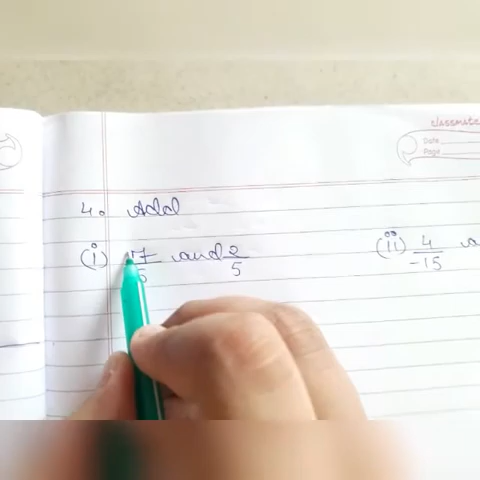 CLASSMATE
Date
Page
4. Add
(i) 17/5 and 2/5 (ii) 4/-15